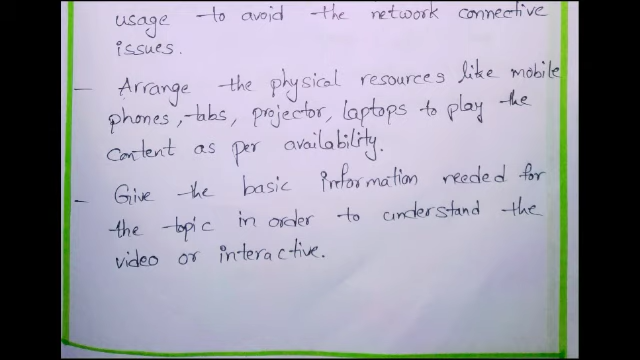 usage to avoid the network connective
issues.
- Arrange the physical resources like mobile
phones, tabs, projector, laptops to play the
content as per availability.
- Give the basic information needed for
the topic in order to understand the
video or interactive.